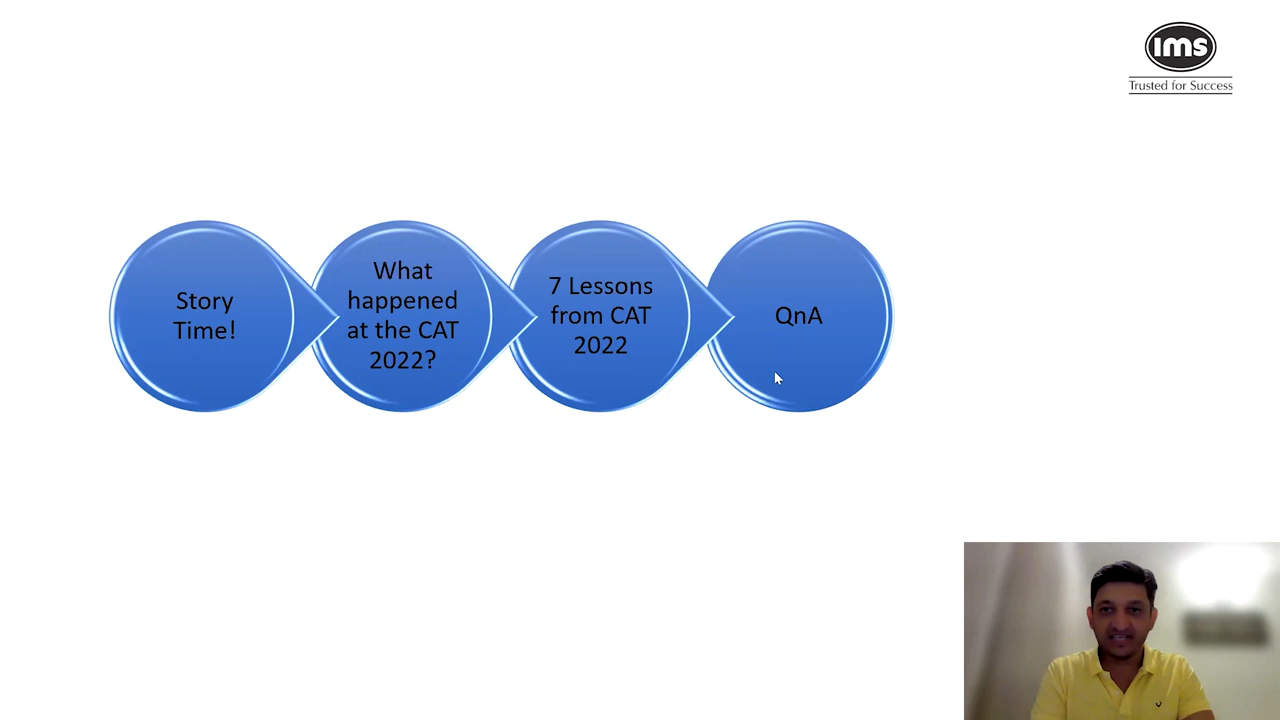 ims
Trusted for Success
Story
Time!
What
happened
at the CAT
2022?
7 Lessons
from CAT
2022
QnA